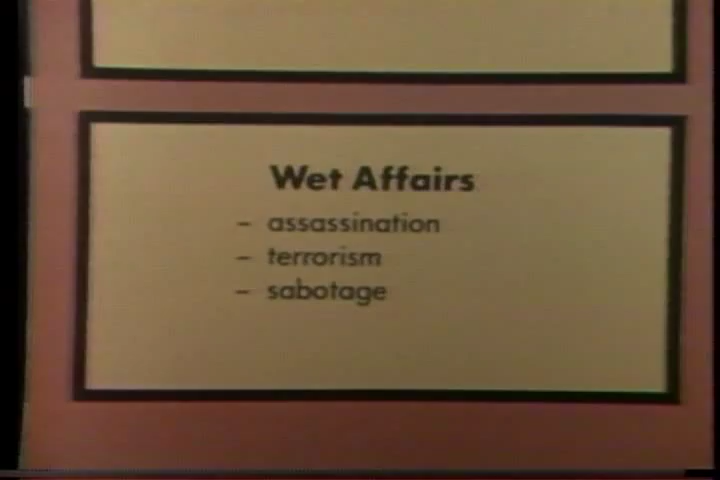 Wet Affairs
- assassination
- terrorism
- sabotage